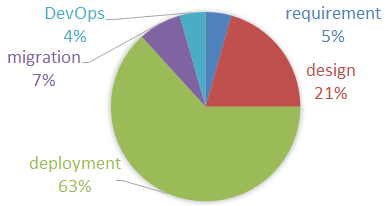 DevOps
4%
requirement
5%
migration
7%
design
21%
deployment
63%